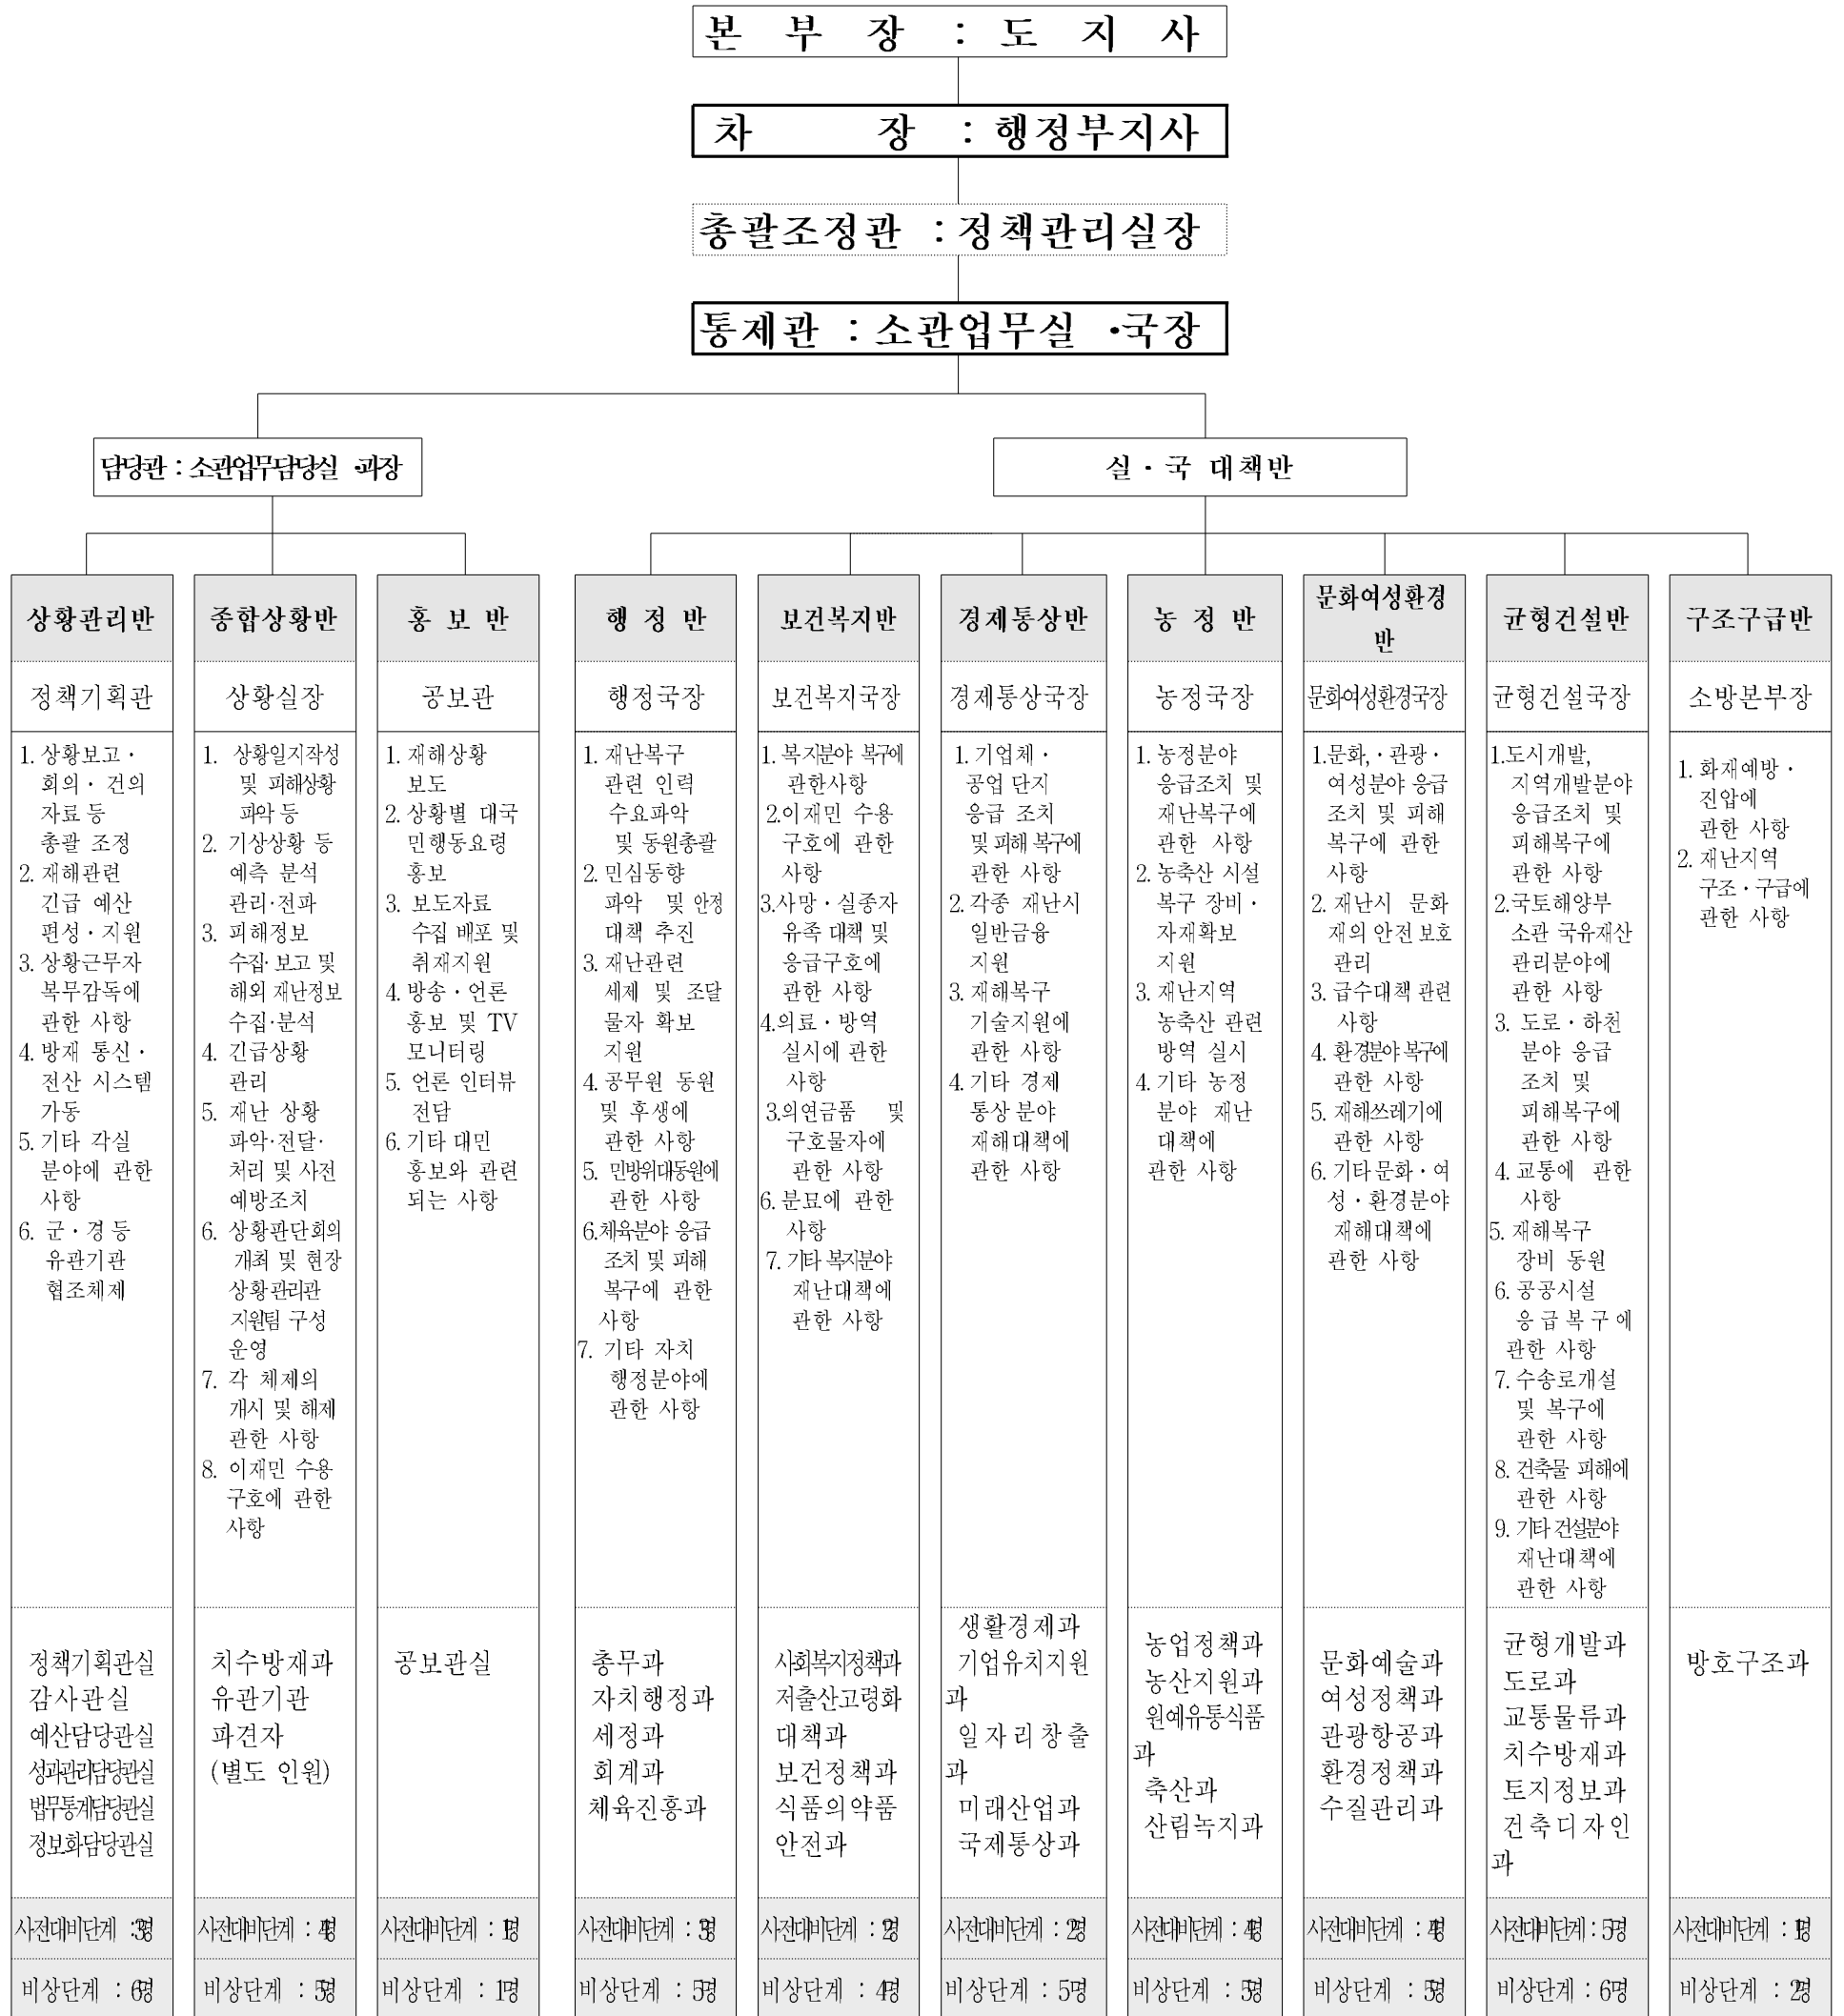 본 부 장 : 도 지 사
차 장 : 행정부지사
총괄조정관 : 정책관리실장
통제관 : 소관업무실 ·국장
담당관 : 소관업무담당실 ·과장
실 · 국 대책반
상황관리반
정책기획관
1. 상황보고 ·
회의 · 건의
자료 등
총괄 조정
2. 재해관련
긴급 예산
편성 · 지원
3. 상황근무자
복무감독에
관한 사항
4. 방재 통신 ·
전산 시스템
가동
5. 기타 각실
분야에 관한
사항
6. 군 · 경 등
유관기관
협조체제
정책기획관실
감사관실
예산담당관실
성과관리담당관실
법무통계담당관실
정보화담당관실
사전대비단계 : 3명
비상단계 : 6명
종합상황반
상황실장
1. 상황일지작성
및 피해상황
파악 등
2. 기상상황 등
예측 분석
관리·전파
3. 피해정보
수집· 보고 및
해외 재난정보
수집·분석
4. 긴급상황
관리
5. 재난 상황
파악·전달·
처리 및 사전
예방조치
6. 상황판단회의
개최 및 현장
상황관리관
지원팀 구성
운영
7. 각 체제의
개시 및 해제
관한 사항
8. 이재민 수용
구호에 관한
사항
치수방재과
유관기관
파견자
(별도 인원)
사전대비단계 : 4명
비상단계 : 5명
홍 보 반
공보관
1. 재해상황
보도
2. 상황별 대국
민행동요령
홍보
3. 보도자료
수집 배포 및
취재지원
4. 방송 · 언론
홍보 및 TV
모니터링
5. 언론 인터뷰
전담
6. 기타 대민
홍보와 관련
되는 사항
공보관실
사전대비단계 : 1명
비상단계 : 1명
행 정 반
행정국장
1. 재난복구
관련 인력
수요파악
및 동원총괄
2. 민심동향
파악 및 안정
대책 추진
3. 재난관련
세제 및 조달
물자 확보
지원
4. 공무원 동원
및 후생에
관한 사항
5. 민방위대동원에
관한 사항
6.체육분야 응급
조치 및 피해
복구에 관한
사항
7. 기타 자치
행정분야에
관한 사항
총무과
자치행정과
세정과
회계과
체육진흥과
사전대비단계 : 3명
비상단계 : 5명
보건복지반
보건복지국장
1. 복지분야 복구에
관한사항
2.이재민 수용
구호에 관한
사항
3.사망 · 실종자
유족 대책 및
응급구호에
관한 사항
4.의료 · 방역
실시에 관한
사항
3.의연금품 및
구호물자에
관한 사항
6. 분묘에 관한
사항
7. 기타 복지분야
재난대책에
관한 사항
사회복지정책과
저출산고령화
대책과
보건정책과
식품의약품
안전과
사전대비단계 : 2명
비상단계 : 4명
경제통상반
경제통상국장
1. 기업체 ·
공업 단지
응급 조치
및 피해 복구에
관한 사항
2. 각종 재난시
일반금융
지원
3. 재해복구
기술지원에
관한 사항
4. 기타 경제
통상 분야
재해대책에
관한 사항
생활경제과
기업유치지원
과
일자리창출
과
미래산업과
국제통상과
사전대비단계 : 2명
비상단계 : 5명
농 정 반
농정국장
1. 농정분야
응급조치 및
재난복구에
관한 사항
2. 농축산 시설
복구 장비 ·
자재확보
지원
3. 재난지역
농축산 관련
방역 실시
4. 기타 농정
분야 재난
대책에
관한 사항
농업정책과
농산지원과
원예유통식품
과
축산과
산림녹지과
사전대비단계 : 4명
비상단계 : 5명
문화여성환경
반
문화여성환경국장
1.문화, · 관광 ·
여성분야 응급
조치 및 피해
복구에 관한
사항
2. 재난시 문화
재의 안전 보호
관리
3. 급수대책 관련
사항
4. 환경분야 복구에
관한 사항
5. 재해쓰레기에
관한 사항
6. 기타 문화 · 여
성 · 환경분야
재해대책에
관한 사항
문화예술과
여성정책과
관광항공과
환경정책과
수질관리과
사전대비단계 : 4명
비상단계 : 5명
균형건설반
균형건설국장
1.도시개발,
지역개발분야
응급조치 및
피해복구에
관한 사항
2.국토해양부
소관 국유재산
관리분야에
관한 사항
3. 도로 · 하천
분야 응급
조치 및
피해복구에
관한 사항
4. 교통에 관한
사항
5. 재해복구
장비 동원
6. 공공시설
응급복구에
관한 사항
7. 수송로개설
및 복구에
관한 사항
8. 건축물 피해에
관한 사항
9. 기타 건설분야
재난대책에
관한 사항
균형개발과
도로과
교통물류과
치수방재과
토지정보과
건축디자인
과
사전대비단계 : 5명
비상단계 : 6명
구조구급반
소방본부장
1. 화재예방 ·
진압에
관한 사항
2. 재난지역
구조 · 구급에
관한 사항
방호구조과
사전대비단계 : 1명
비상단계 : 2명